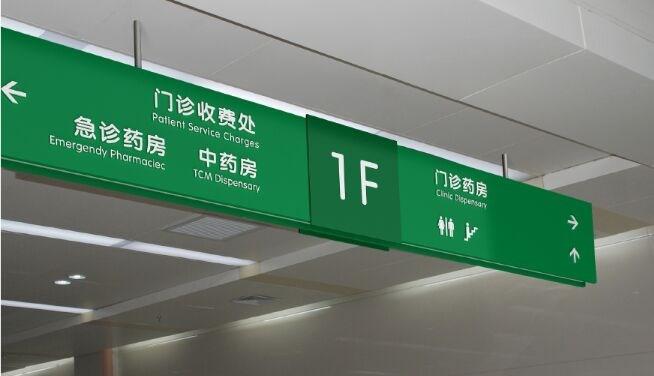 门诊收费处
Patient Service Charges
急诊药房
Emergendy Pharmaciec
中药房
TCM Dispensary
1F
门诊药房
Clinic Dispensary